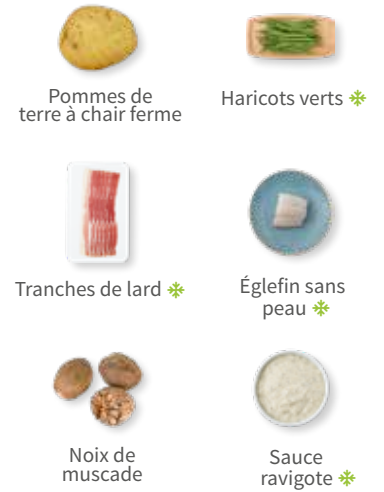 Pommes de
terre à chair ferme
Haricots verts
Tranches de lard
Églefin sans
peau
Noix de
muscade
Sauce
ravigote